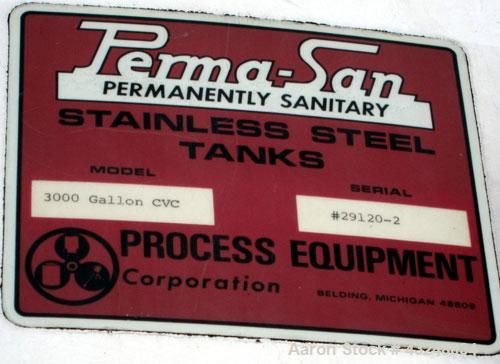 Perma-San
PERMANENTLY SANITARY
STAINLESS STEEL
TANKS
MODEL
SERIAL
3000 Gallon CVC
#29120-2
PROCESS EQUIPMENT
Corporation
BELDING, MICHIGAN 48809
Aaron Stock #